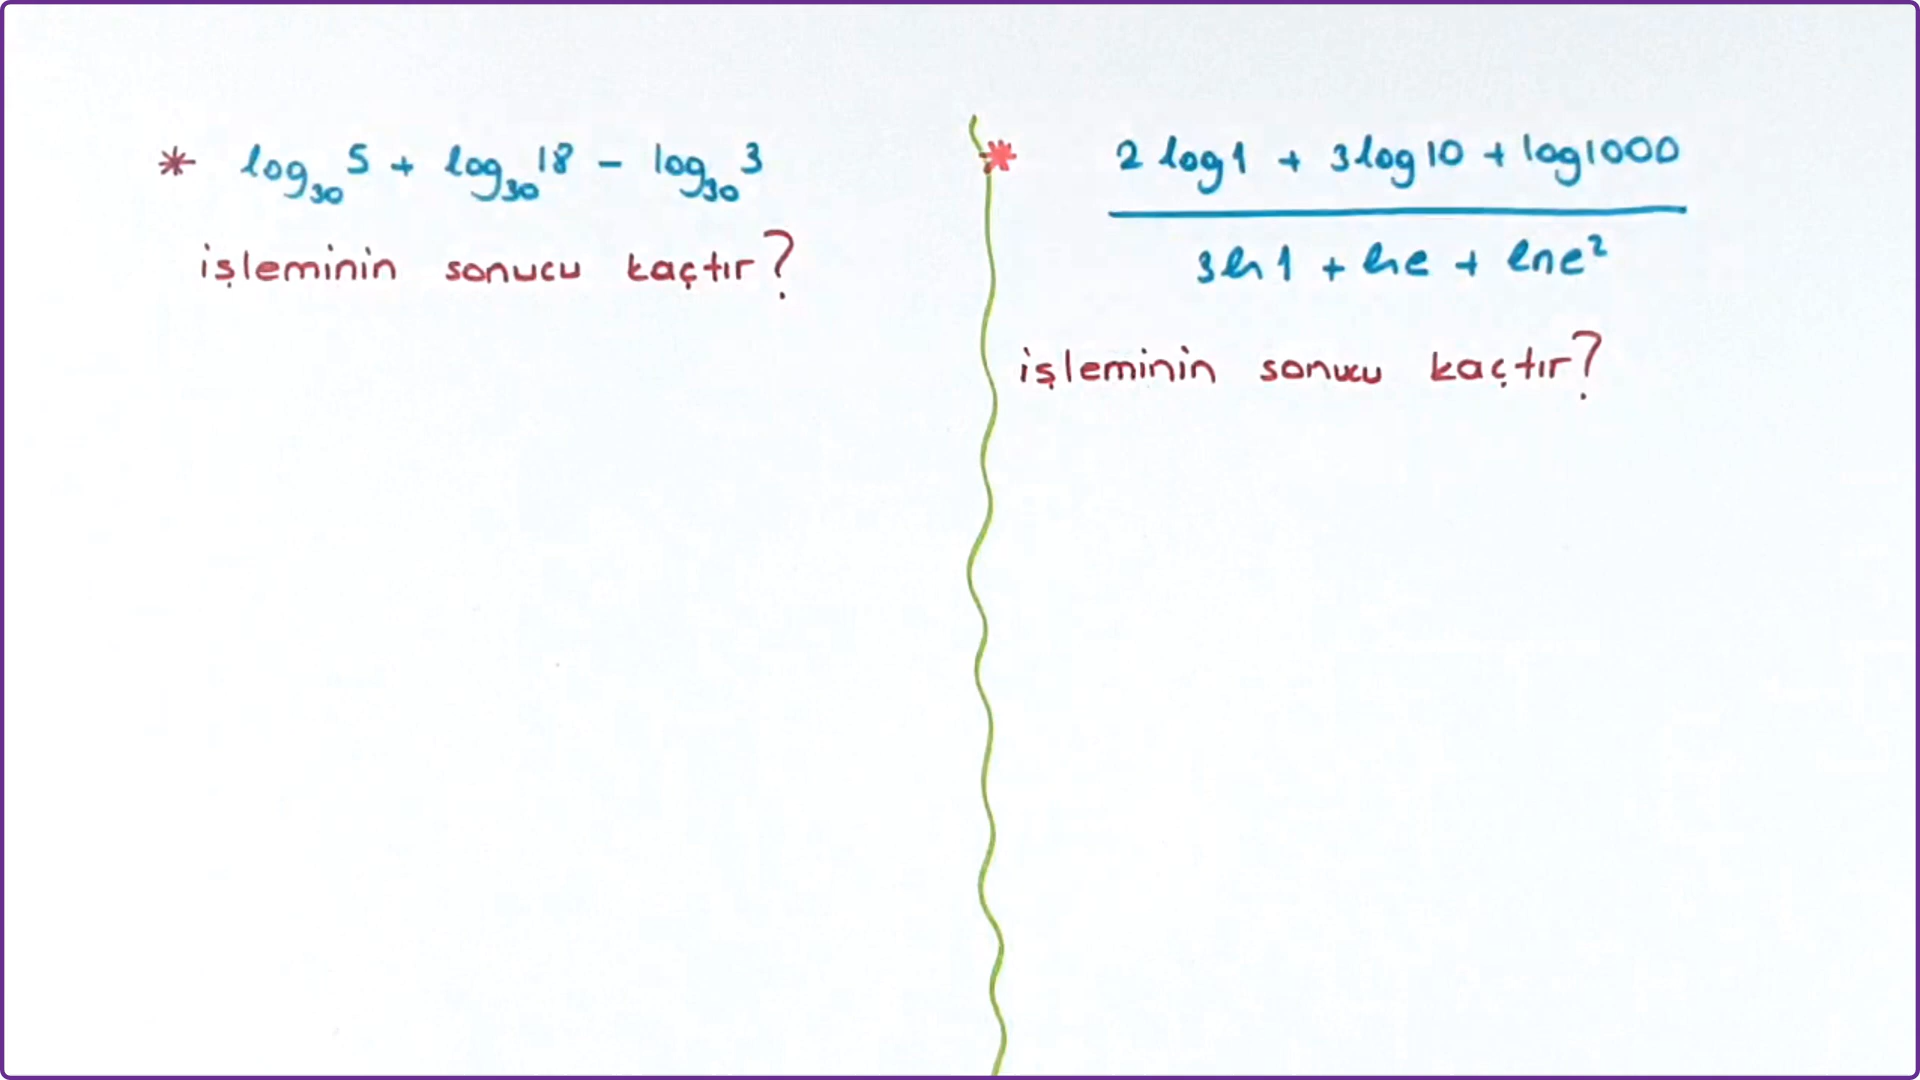 * log₃₀5 + log₃₀18 − log₃₀3
işleminin sonucu kaçtır?
* 2 log1 + 3log10 + log1000
3ln1 + lne + lne²
işleminin sonucu kaçtır?